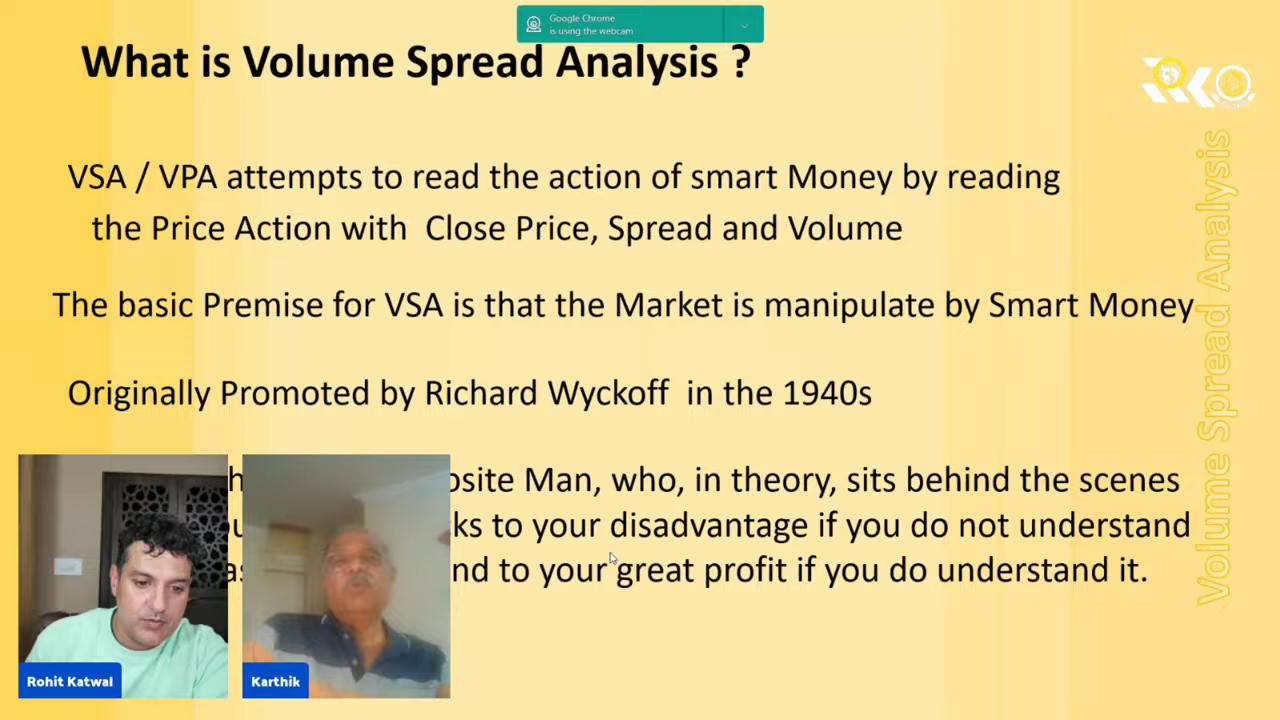 Google Chrome
is using the webcam
What is Volume Spread Analysis ?
VSA / VPA attempts to read the action of smart Money by reading
the Price Action with Close Price, Spread and Volume
The basic Premise for VSA is that the Market is manipulate by Smart Money
Originally Promoted by Richard Wyckoff in the 1940s
Man, who, in theory, sits behind the scenes
to your disadvantage if you do not understand
to your great profit if you do understand it.
Volume Spread Analysis
Rohit Katwal
Karthik